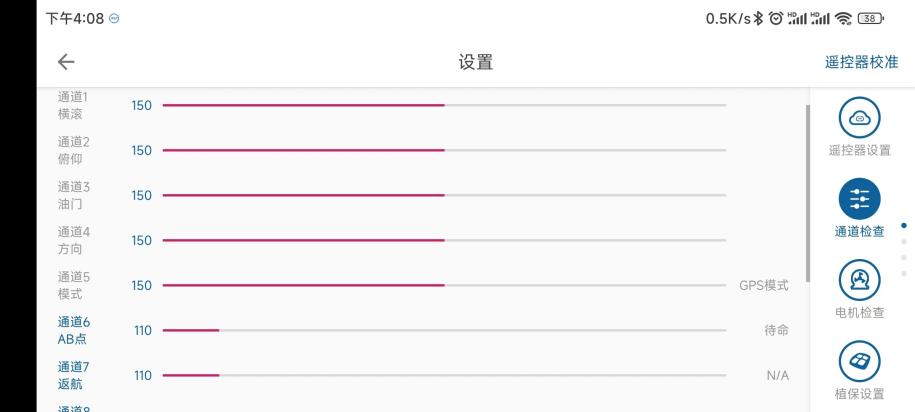 下午4:08
0.5K/s HD HD 38
设置
遥控器校准
通道1
横滚
150
通道2
俯仰
150
通道3
油门
150
通道4
方向
150
通道5
模式
150
GPS模式
通道6
AB点
110
待命
通道7
返航
110
N/A
通道8
遥控器设置
通道检查
电机检查
植保设置